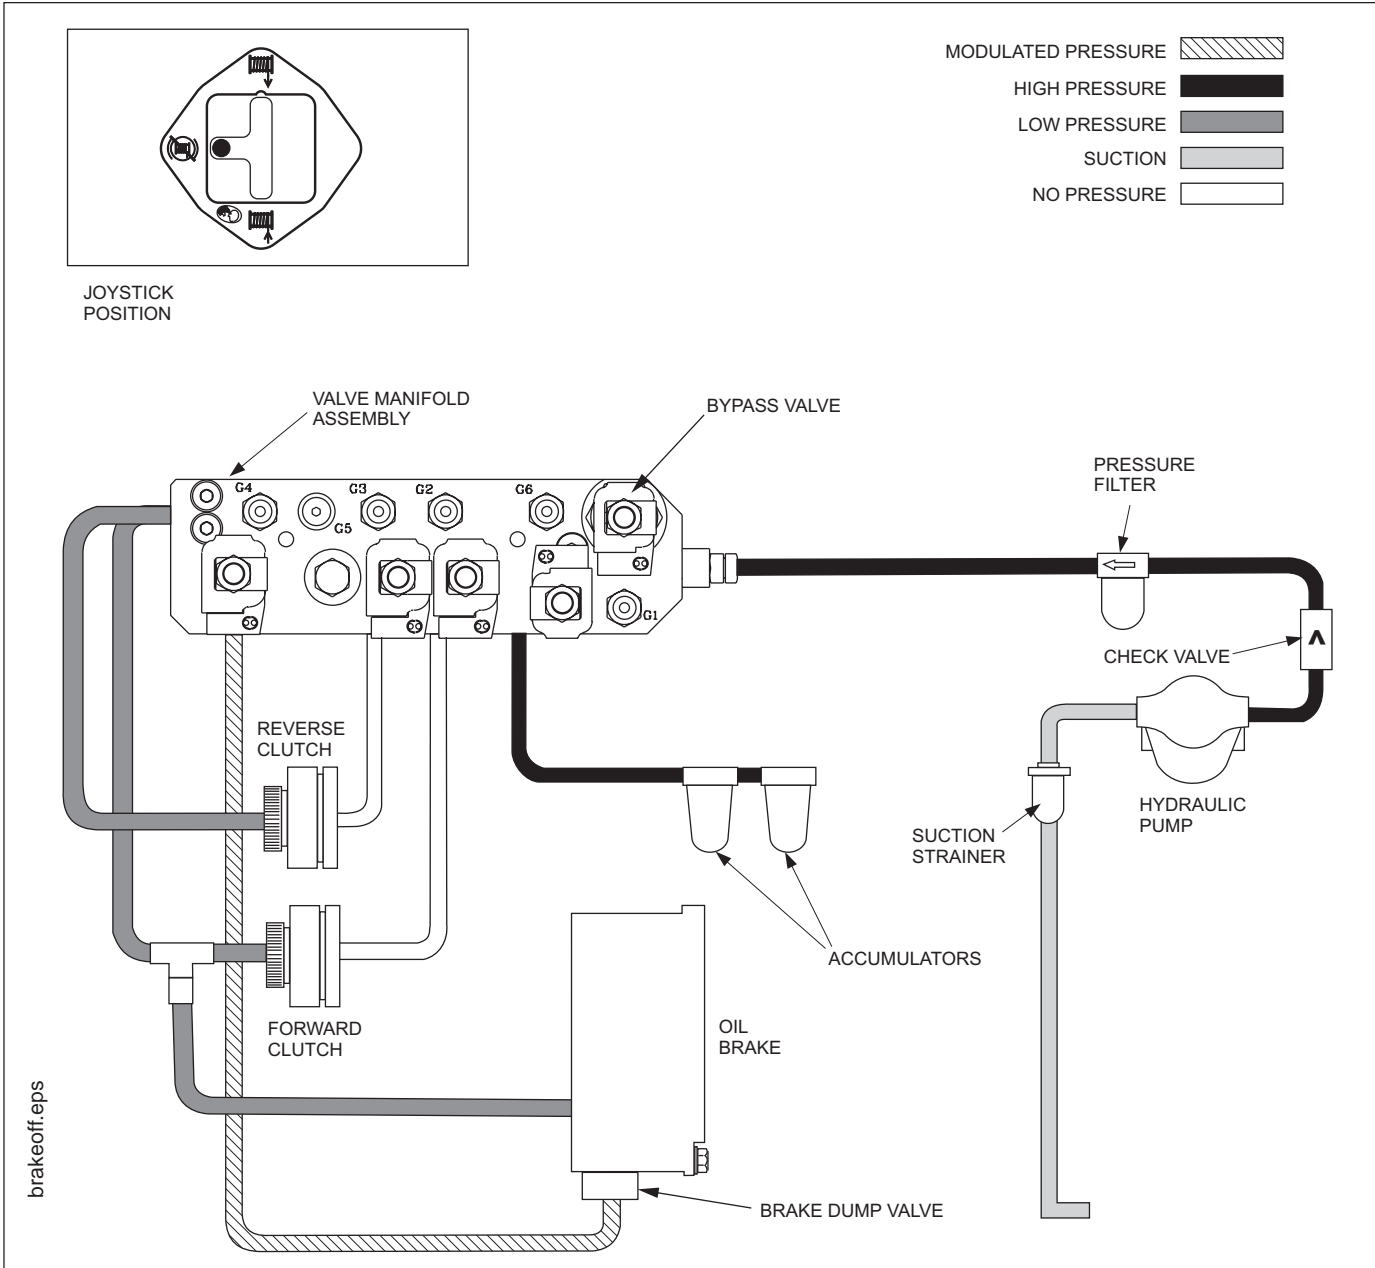 MODULATED PRESSURE
HIGH PRESSURE
LOW PRESSURE
SUCTION
NO PRESSURE
JOYSTICK
POSITION
VALVE MANIFOLD
ASSEMBLY
BYPASS VALVE
PRESSURE
FILTER
G4
G5
G3
G2
G6
G1
CHECK VALVE
REVERSE
CLUTCH
HYDRAULIC
PUMP
SUCTION
STRAINER
ACCUMULATORS
FORWARD
CLUTCH
OIL
BRAKE
BRAKE DUMP VALVE
brakeoff.eps